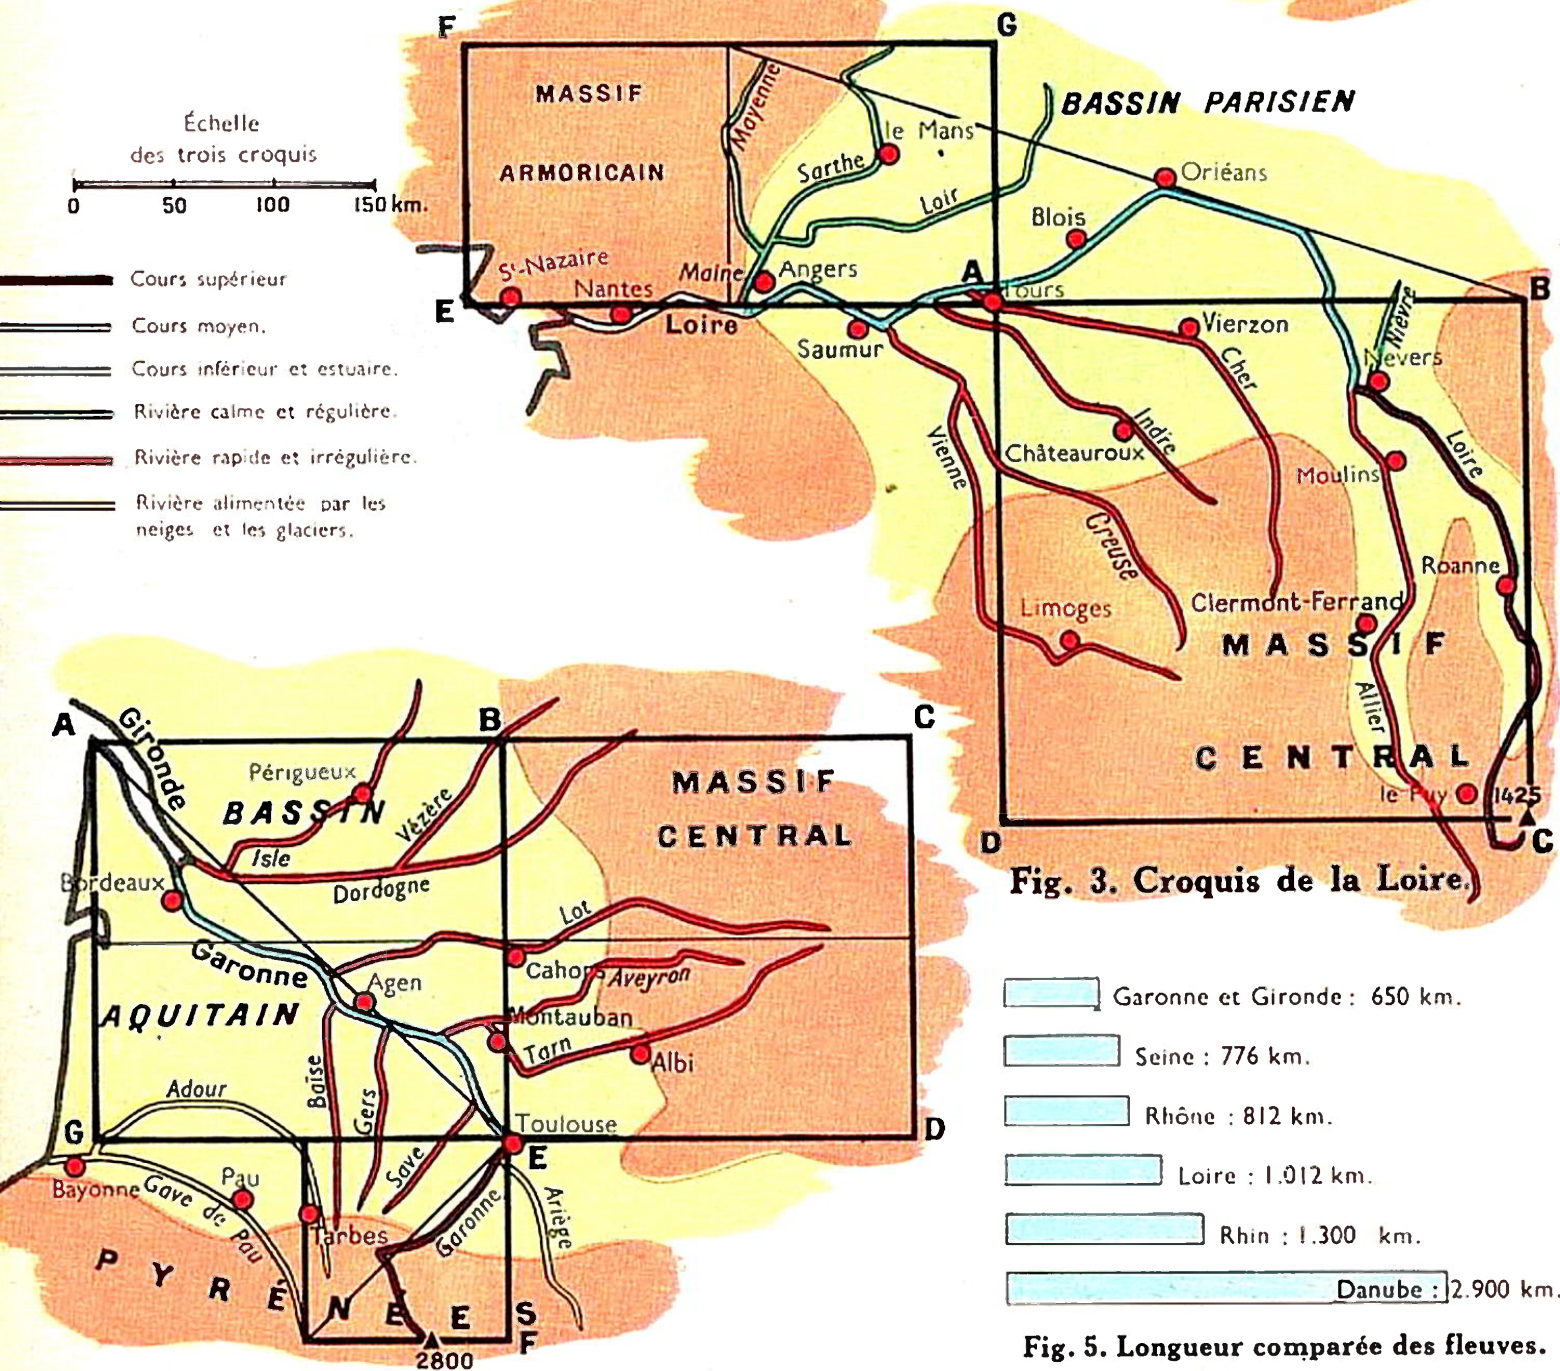 Échelle
des trois croquis
0 50 100 150 km.
Cours supérieur
Cours moyen.
Cours inférieur et estuaire.
Rivière calme et régulière.
Rivière rapide et irrégulière.
Rivière alimentée par les
neiges et les glaciers.
F
G
MASSIF
ARMORICAIN
BASSIN PARISIEN
Mayenne
le Mans
Sarthe
Loir
Oriéans
Blois
St-Nazaire
Nantes
Maine
Angers
A
Tours
B
E
Loire
Saumur
Vierzon
Cher
Nièvre
Nevers
Vienne
Indre
Châteauroux
Moulins
Loire
Creuse
Roanne
Limoges
Clermont-Ferrand
MASSIF
Allier
CENTRAL
le Puy
1425
D
C
Fig. 3. Croquis de la Loire.
A
Gironde
B
C
Périgueux
BASSIN
Vézère
MASSIF
CENTRAL
Isle
Dordogne
Bordeaux
Lot
Garonne
Cahors
Aveyron
Agen
AQUITAIN
Montauban
Tarn
Albi
Baïse
Gers
Adour
Save
G
Toulouse
D
E
Bayonne
Gave de Pau
Pau
Tarbes
Garonne
Ariège
PYRÉNÉES
F
2800
Garonne et Gironde : 650 km.
Seine : 776 km.
Rhône : 812 km.
Loire : 1.012 km.
Rhin : 1.300 km.
Danube : 2.900 km.
Fig. 5. Longueur comparée des fleuves.